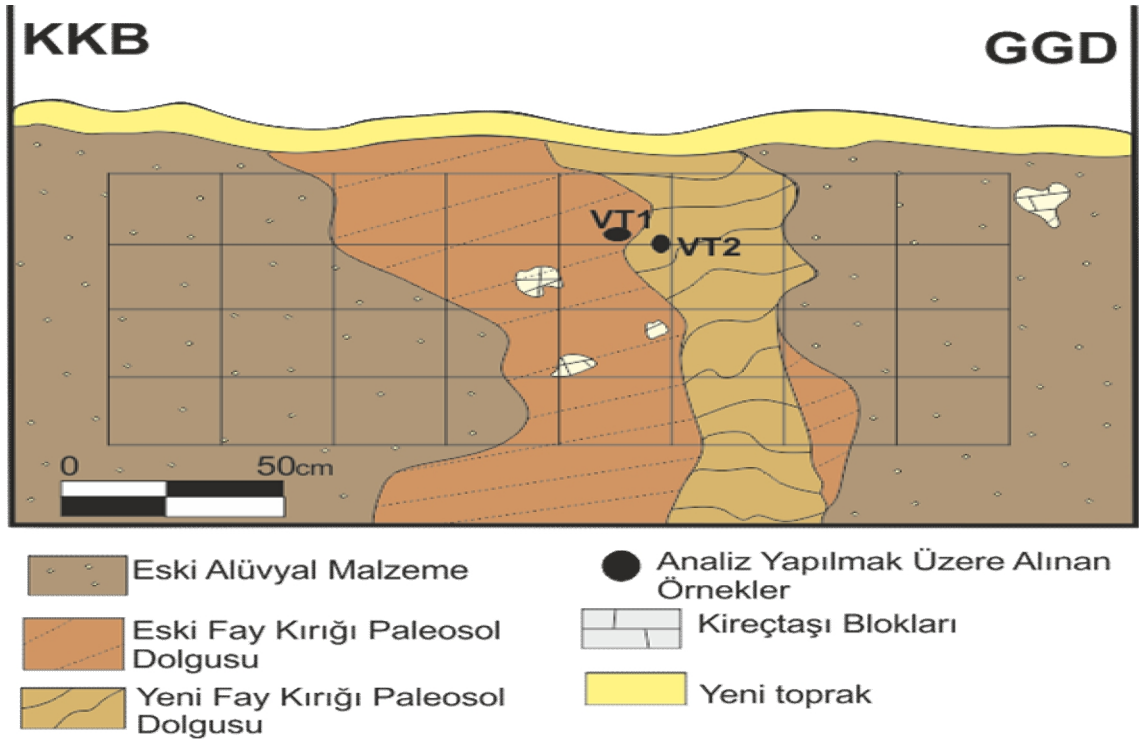 KKB
GGD
VT1
VT2
0
50cm
Eski Alüvyal Malzeme
Eski Fay Kırığı Paleosol
Dolgusu
Yeni Fay Kırığı Paleosol
Dolgusu
Analiz Yapılmak Üzere Alınan
Örnekler
Kireçtaşı Blokları
Yeni toprak